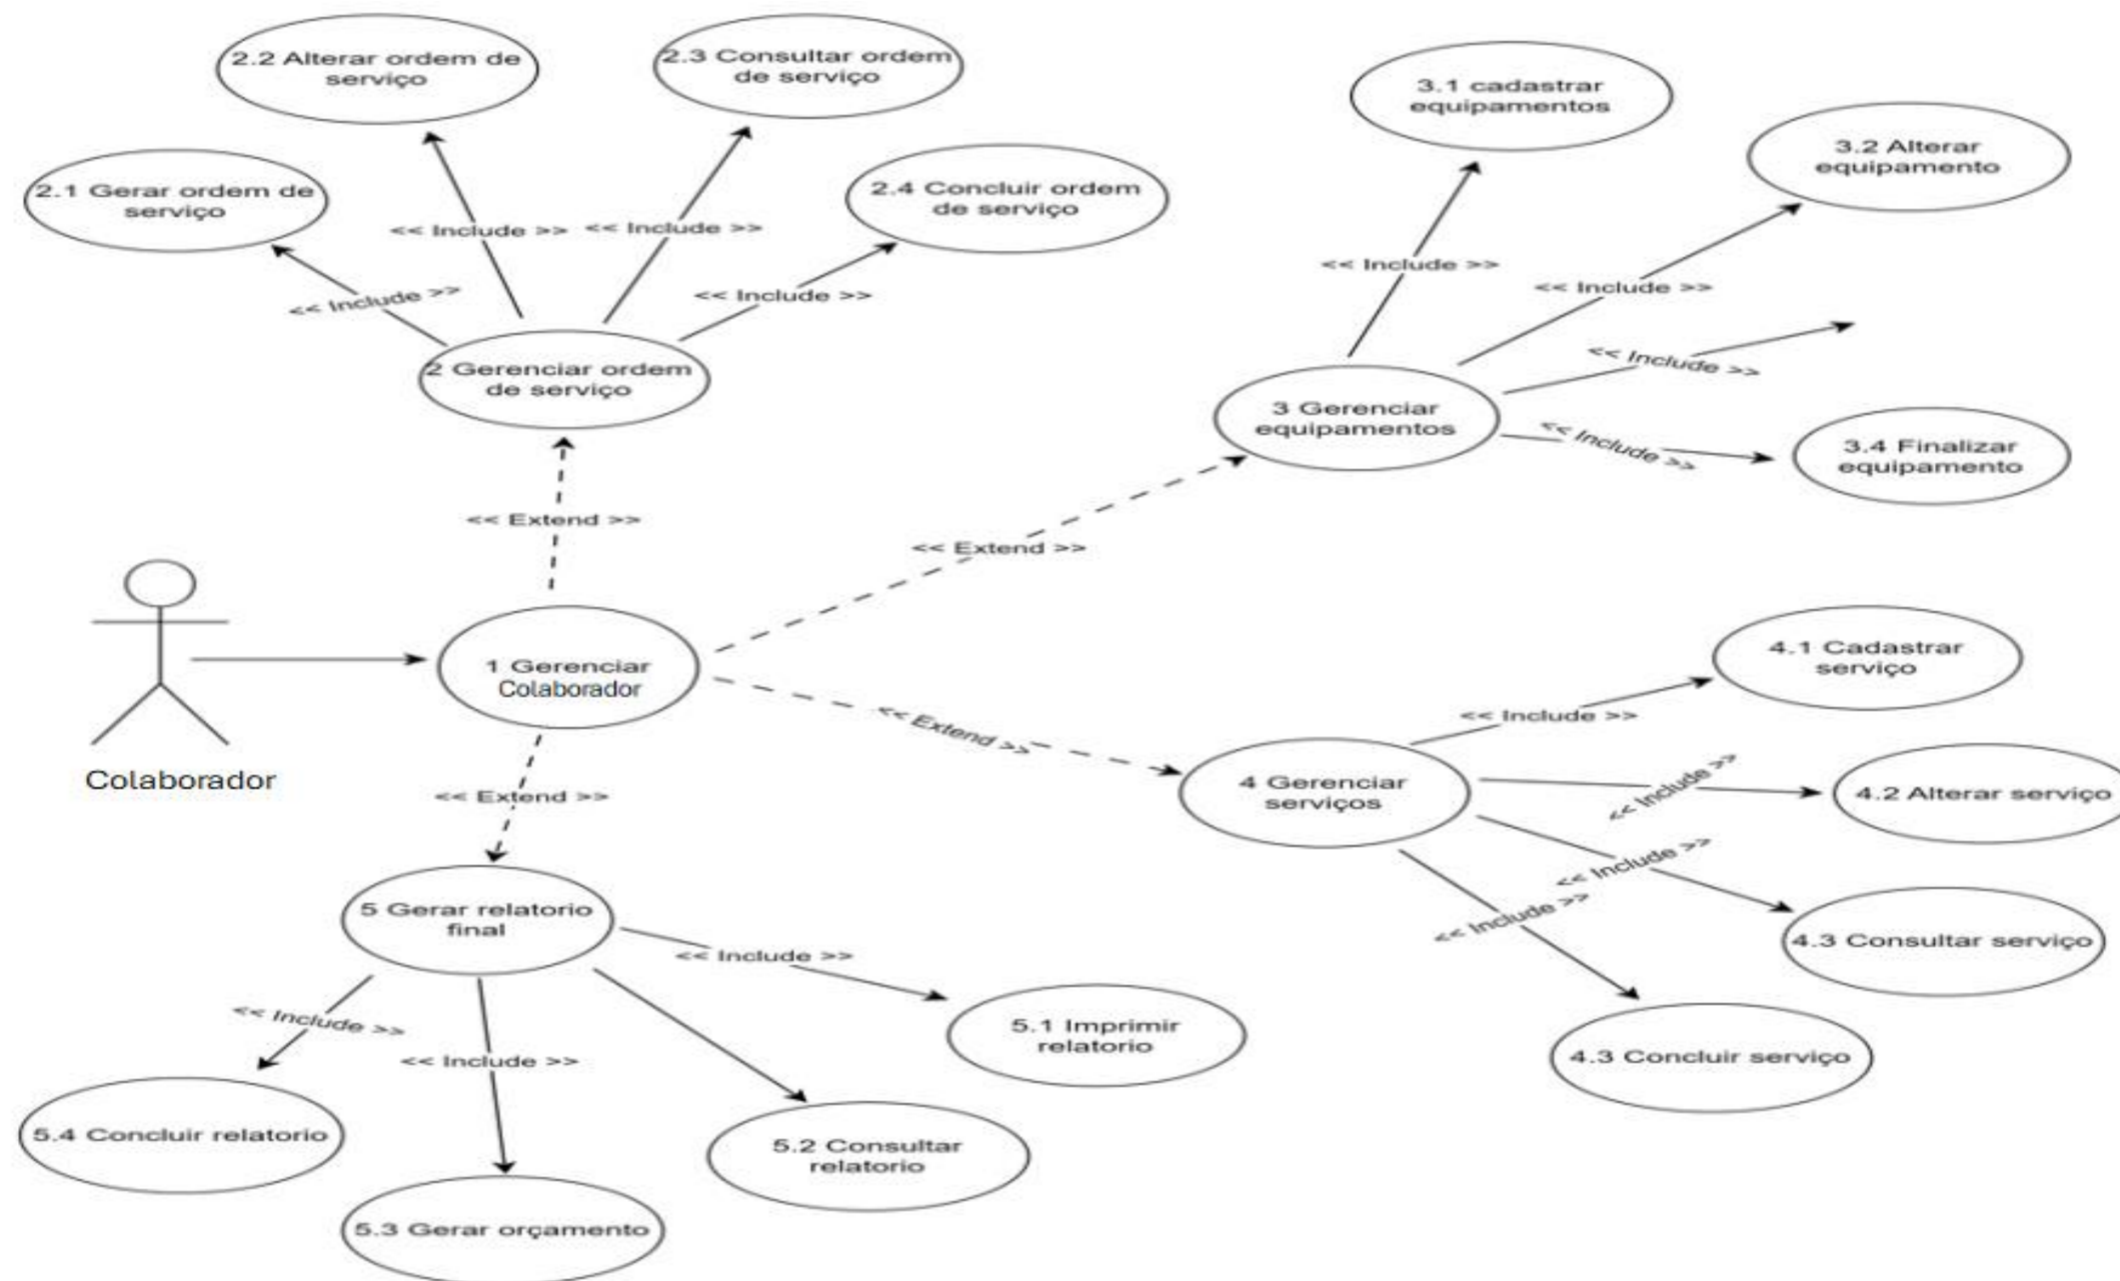 2.2 Alterar ordem de
serviço
2.3 Consultar ordem
de serviço
3.1 cadastrar
equipamentos
3.2 Alterar
equipamento
2.1 Gerar ordem de
serviço
2.4 Concluir ordem
de serviço
<< Include >>
<< Include >>
<< Include >>
<< Include >>
<< Include >>
<< Include >>
<< Include >>
<< Include >>
2 Gerenciar ordem
de serviço
3 Gerenciar
equipamentos
3.4 Finalizar
equipamento
<< Extend >>
<< Extend >>
1 Gerenciar
Colaborador
Colaborador
<< Extend >>
<< Extend >>
4.1 Cadastrar
serviço
<< Include >>
4 Gerenciar
serviços
<< Include >>
4.2 Alterar serviço
<< Include >>
<< Include >>
4.3 Consultar serviço
4.3 Concluir serviço
5 Gerar relatorio
final
<< Include >>
<< Include >>
<< Include >>
5.1 Imprimir
relatorio
5.4 Concluir relatorio
5.2 Consultar
relatorio
5.3 Gerar orçamento